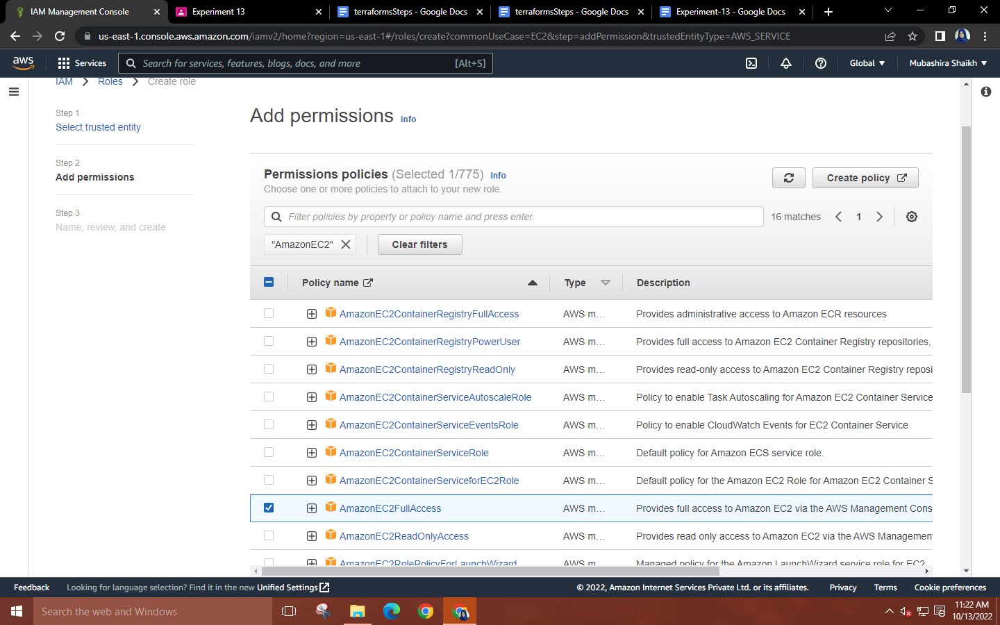 IAM Management Console
Experiment 13
terraformsSteps - Google Docs
terraformsSteps - Google Docs
Experiment-13 - Google Docs
us-east-1.console.aws.amazon.com/iamv2/home?region=us-east-1#/roles/create?commonUseCase=EC2&step=addPermission&trustedEntityType=AWS_SERVICE
aws
Services
Search for services, features, blogs, docs, and more
[Alt+S]
Global
Mubashira Shaikh
IAM > Roles > Create role
Step 1
Select trusted entity
Step 2
Add permissions
Step 3
Name, review, and create
Add permissions Info
Permissions policies (Selected 1/775) Info
Choose one or more policies to attach to your new role.
Create policy
Filter policies by property or policy name and press enter.
16 matches
1
"AmazonEC2"
Clear filters
Policy name Type Description
AmazonEC2ContainerRegistryFullAccess AWS m... Provides administrative access to Amazon ECR resources
AmazonEC2ContainerRegistryPowerUser AWS m... Provides full access to Amazon EC2 Container Registry repositories,
AmazonEC2ContainerRegistryReadOnly AWS m... Provides read-only access to Amazon EC2 Container Registry reposi
AmazonEC2ContainerServiceAutoscaleRole AWS m... Policy to enable Task Autoscaling for Amazon EC2 Container Service
AmazonEC2ContainerServiceEventsRole AWS m... Policy to enable CloudWatch Events for EC2 Container Service
AmazonEC2ContainerServiceRole AWS m... Default policy for Amazon ECS service role.
AmazonEC2ContainerServiceforEC2Role AWS m... Default policy for the Amazon EC2 Role for Amazon EC2 Container S
AmazonEC2FullAccess AWS m... Provides full access to Amazon EC2 via the AWS Management Cons
AmazonEC2ReadOnlyAccess AWS m... Provides read only access to Amazon EC2 via the AWS Management
AmazonEC2RolePolicyForLaunchWizard AWS m... Managed policy for the Amazon LaunchWizard service role for EC2
Feedback
Looking for language selection? Find it in the new Unified Settings
© 2022, Amazon Internet Services Private Ltd. or its affiliates.
Privacy
Terms
Cookie preferences
Search the web and Windows
11:22 AM
10/13/2022